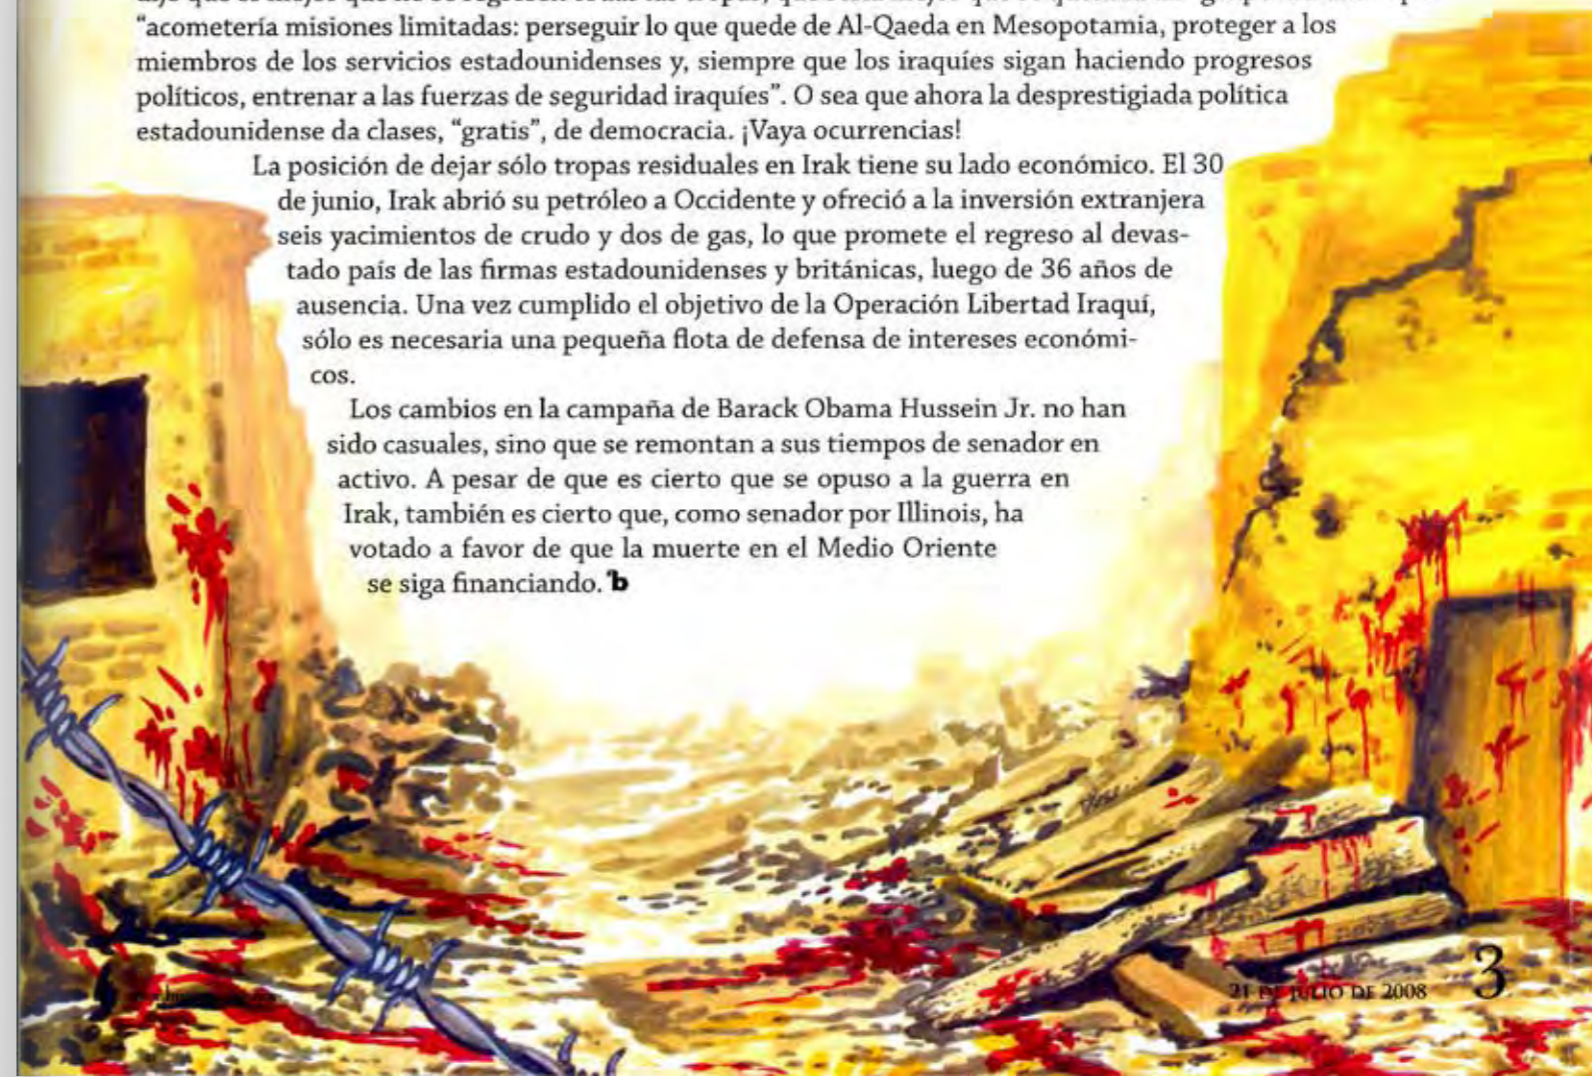 “acometería misiones limitadas: perseguir lo que quede de Al-Qaeda en Mesopotamia, proteger a los
miembros de los servicios estadounidenses y, siempre que los iraquíes sigan haciendo progresos
políticos, entrenar a las fuerzas de seguridad iraquíes”. O sea que ahora la desprestigiada política
estadounidense da clases, “gratis”, de democracia. ¡Vaya ocurrencias!
La posición de dejar sólo tropas residuales en Irak tiene su lado económico. El 30
de junio, Irak abrió su petróleo a Occidente y ofreció a la inversión extranjera
seis yacimientos de crudo y dos de gas, lo que promete el regreso al devas-
tado país de las firmas estadounidenses y británicas, luego de 36 años de
ausencia. Una vez cumplido el objetivo de la Operación Libertad Iraquí,
sólo es necesaria una pequeña flota de defensa de intereses económi-
cos.
Los cambios en la campaña de Barack Obama Hussein Jr. no han
sido casuales, sino que se remontan a sus tiempos de senador en
activo. A pesar de que es cierto que se opuso a la guerra en
Irak, también es cierto que, como senador por Illinois, ha
votado a favor de que la muerte en el Medio Oriente
se siga financiando. b
21 DE JULIO DE 2008
3